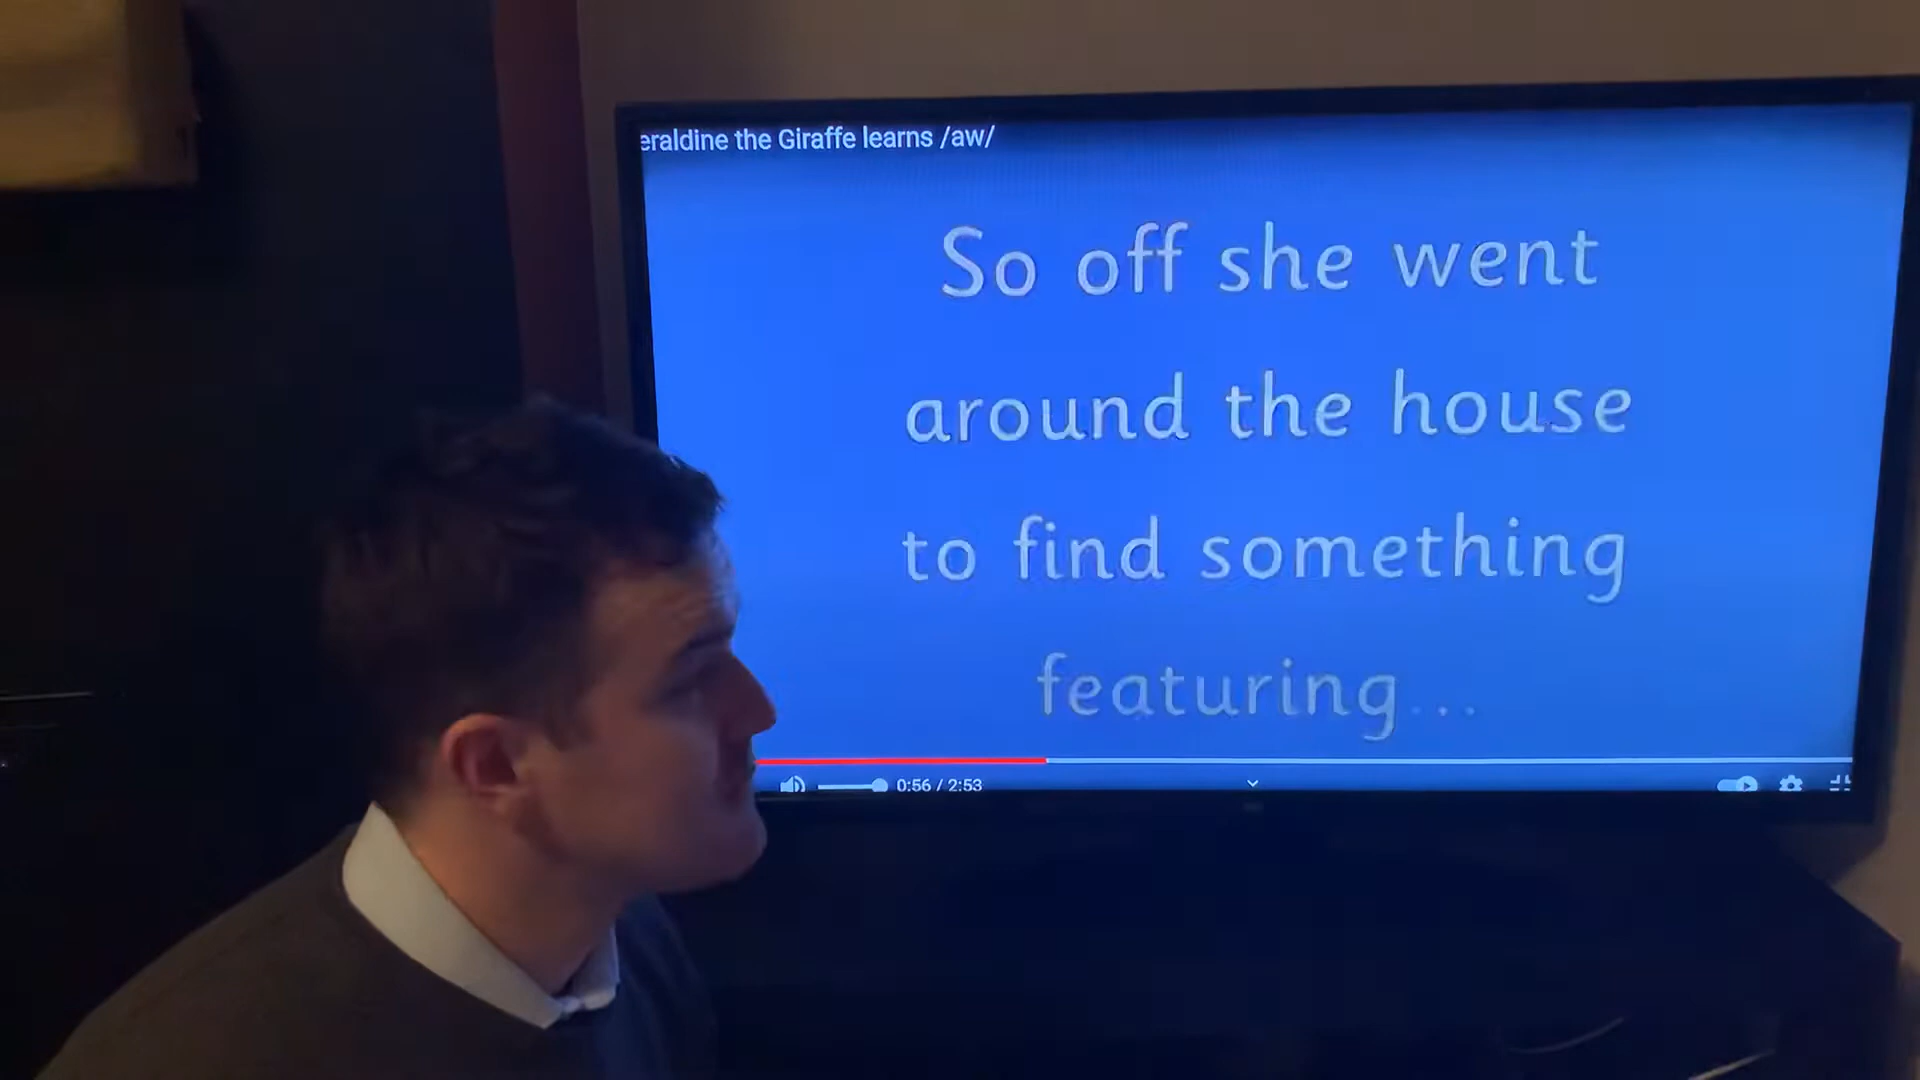 eraldine the Giraffe learns /aw/
So off she went
around the house
to find something
featuring...
0:56 / 2:53